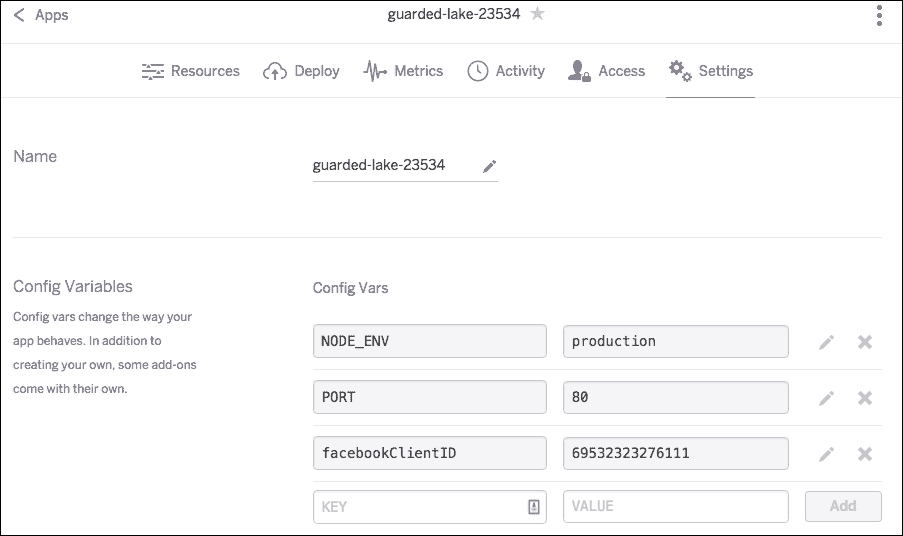 Apps
guarded-lake-23534
Resources Deploy Metrics Activity Access Settings
Name
guarded-lake-23534
Config Variables
Config vars change the way your
app behaves. In addition to
creating your own, some add-ons
come with their own.
Config Vars
NODE_ENV production
PORT 80
facebookClientID 69532323276111
KEY VALUE Add